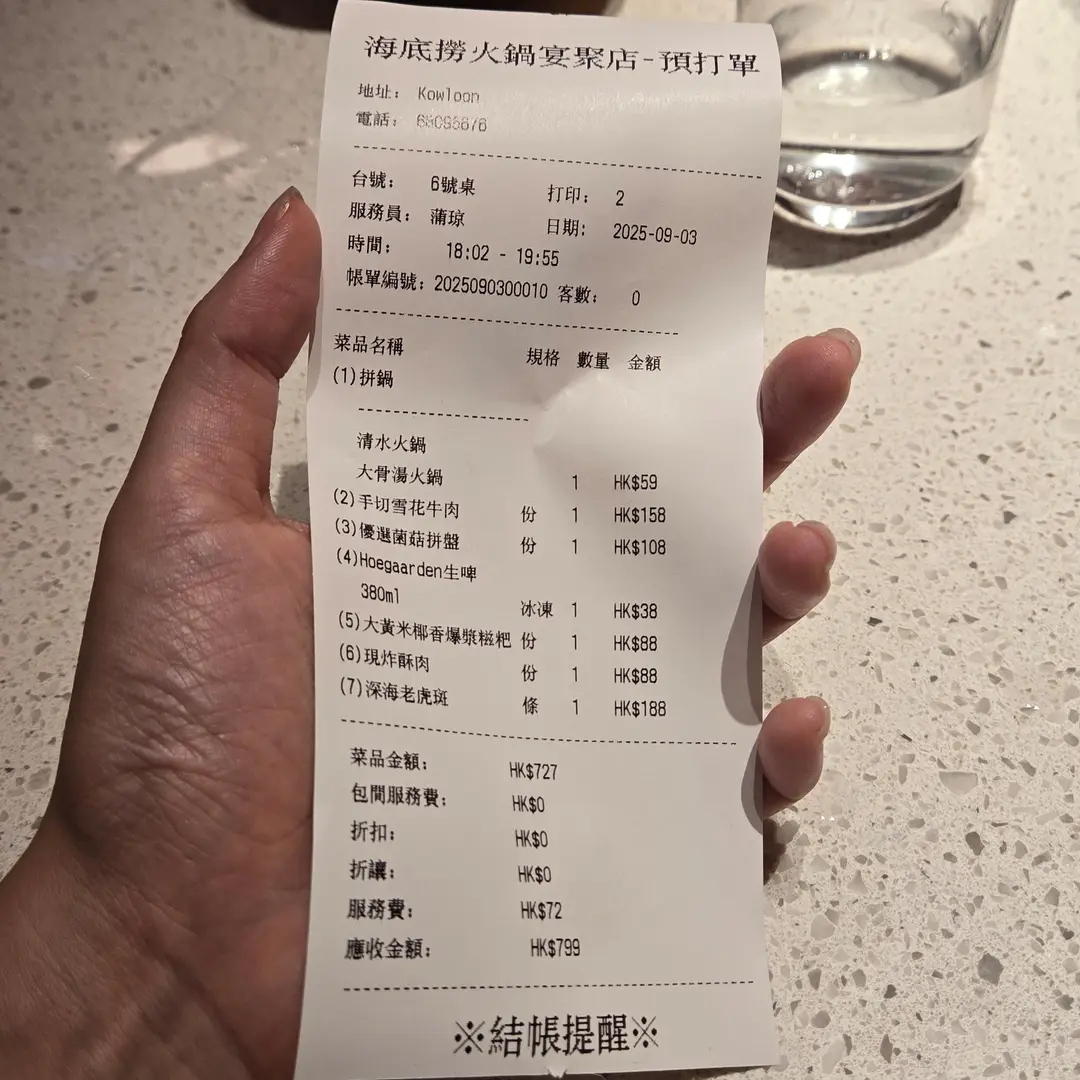 海底撈火鍋宴聚店-預打單
地址： Kowloon
電話：
台號： 6號桌 打印： 2
服務員： 蒲琼 日期： 2025-09-03
時間： 18:02 - 19:55
帳單編號：2025090300010 客數： 0
菜品名稱 規格 數量 金額
(1)拼鍋
清水火鍋
大骨湯火鍋 1 HK$59
(2)手切雪花牛肉 份 1 HK$158
(3)優選菌菇拼盤 份 1 HK$108
(4)Hoegaarden生啤
380ml 冰凍 1 HK$38
(5)大黃米椰香爆漿糍粑 份 1 HK$88
(6)現炸酥肉 份 1 HK$88
(7)深海老虎斑 條 1 HK$188
菜品金額： HK$727
包間服務費： HK$0
折扣： HK$0
折讓： HK$0
服務費： HK$72
應收金額： HK$799
※結帳提醒※